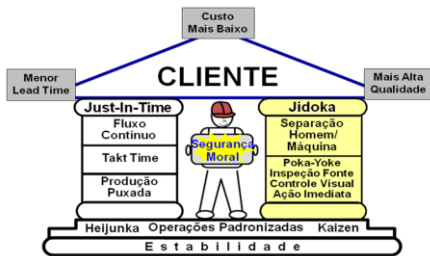 Custo
Mais Baixo
Menor
Lead Time
CLIENTE
Mais Alta
Qualidade
Just-In-Time
Fluxo
Contínuo
Takt Time
Produção
Puxada
Segurança
Moral
Jidoka
Separação
Homem/
Máquina
Poka-Yoke
Inspeção Fonte
Controle Visual
Ação Imediata
Heijunka Operações Padronizadas Kaizen
Estabilidade